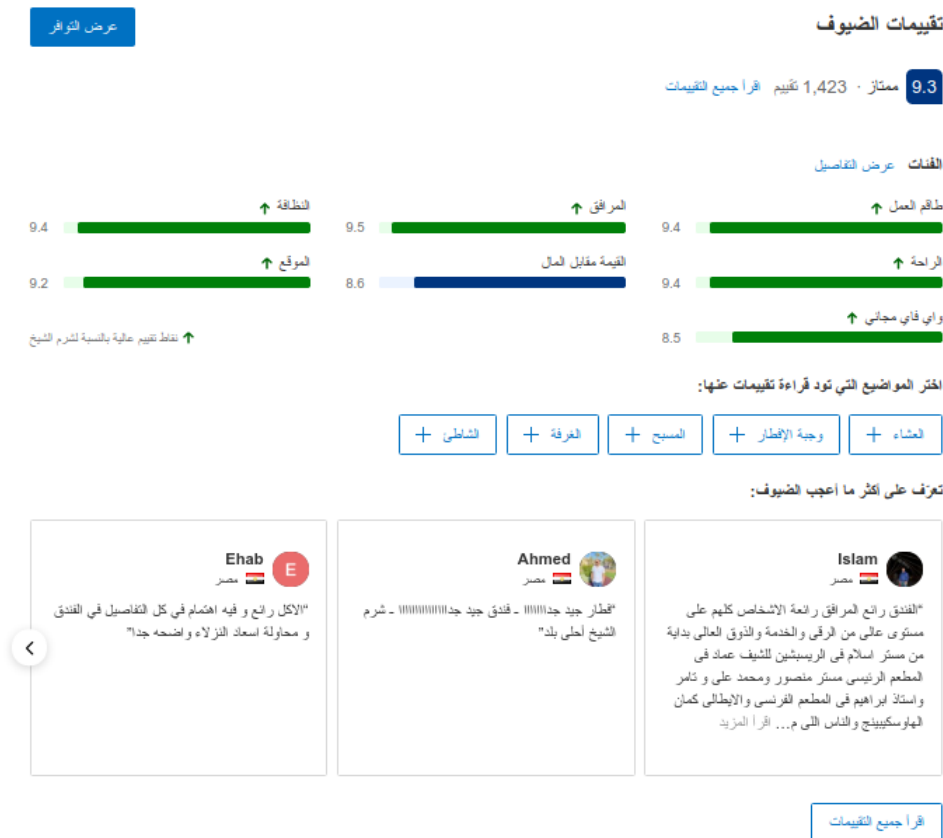 تقييمات الضيوف
عرض التوافر
9.3 ممتاز · 1,423 تقييم اقرأ جميع التقييمات
الفئات عرض التفاصيل
طاقم العمل ↑
9.4
المرافق ↑
9.5
النظافة ↑
9.4
الراحة ↑
9.4
القيمة مقابل المال
8.6
الموقع ↑
9.2
واي فاي مجاني ↑
8.5
↑ نقاط تقييم عالية بالنسبة لشرم الشيخ
اختر المواضيع التي تود قراءة تقييمات عنها:
العشاء +
وجبة الإفطار +
المسبح +
الغرفة +
الشاطئ +
تعرّف على أكثر ما أعجب الضيوف:
Islam
مصر
"الفندق رائع المرافق رائعة الاشخاص كلهم على
مستوى عالى من الرقى والخدمة والذوق العالى بداية
من مستر اسلام فى الريسبشين للشيف عماد فى
المطعم الرئيسى مستر منصور ومحمد على و تامر
واستاذ ابراهيم فى المطعم الفرنسى والايطالى كمان
الهاوسكيبينج والناس اللى م... اقرأ المزيد
Ahmed
مصر
"فطار جيد جداااااااا ـ فندق جيد جداااااااااااااا ـ شرم
الشيخ أحلى بلد"
E
Ehab
مصر
"الاكل رائع و فيه اهتمام في كل التفاصيل في الفندق
و محاولة اسعاد النزلاء واضحه جدا"
اقرأ جميع التقييمات